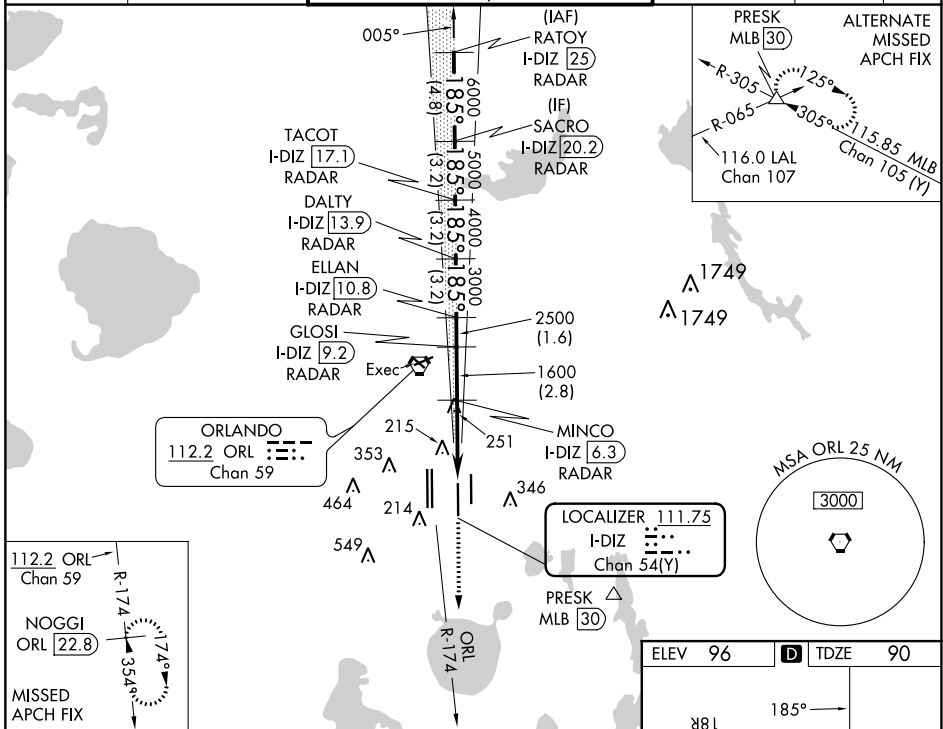 005°
(IAF)
RATOY
I-DIZ 25
RADAR
(IF)
SACRO
I-DIZ 20.2
RADAR
6000
185°
(4.8)
5000
185°
(3.2)
4000
185°
(3.2)
3000
185°
(3.2)
TACOT
I-DIZ 17.1
RADAR
DALTY
I-DIZ 13.9
RADAR
ELLAN
I-DIZ 10.8
RADAR
GLOSI
I-DIZ 9.2
RADAR
Exec
2500
(1.6)
1600
(2.8)
MINCO
I-DIZ 6.3
RADAR
PRESK
MLB 30
ALTERNATE
MISSED
APCH FIX
R-305
125°
R-065
305°
115.85 MLB
Chan 105 (Y)
116.0 LAL
Chan 107
1749
1749
ORLANDO
112.2 ORL
Chan 59
215
251
353
464
214
346
549
LOCALIZER 111.75
I-DIZ
Chan 54(Y)
PRESK
MLB 30
MSA ORL 25 NM
3000
ORL
R-174
112.2 ORL
Chan 59
R-174
NOGGI
ORL 22.8
174°
354°
MISSED
APCH FIX
ELEV 96
D
TDZE 90
185°
18R